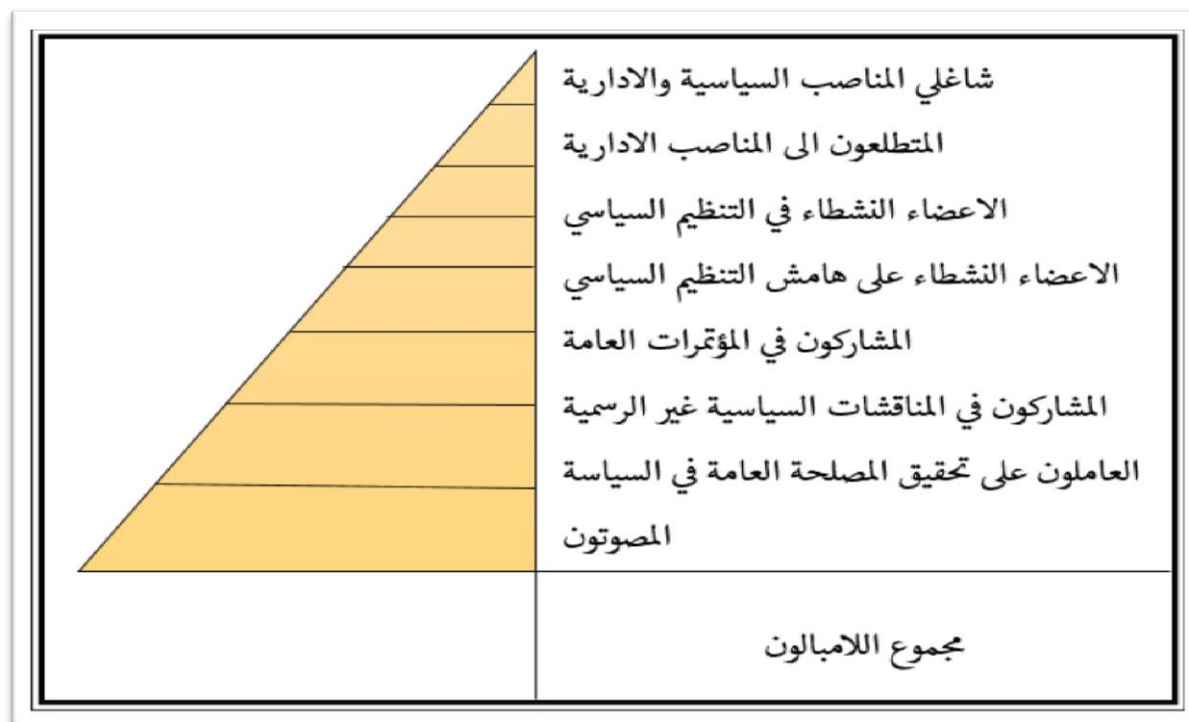 شاغلي المناصب السياسية والادارية
المتطلعون الى المناصب الادارية
الاعضاء النشطاء في التنظيم السياسي
الاعضاء النشطاء على هامش التنظيم السياسي
المشاركون في المؤتمرات العامة
المشاركون في المناقشات السياسية غير الرسمية
العاملون على تحقيق المصلحة العامة في السياسة
المصوتون
مجموع اللامبالون